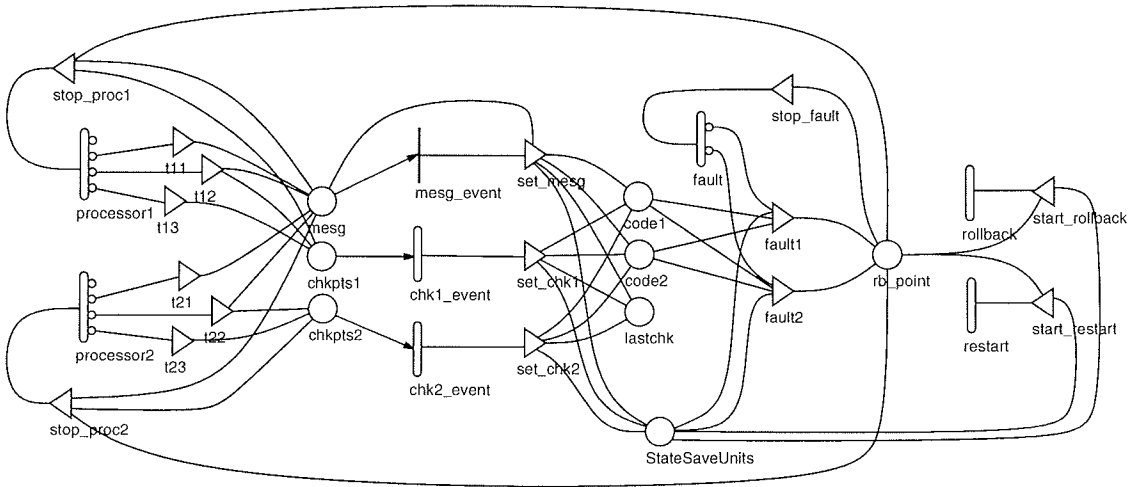 stop_proc1
stop_fault
t11
fault
mesg_event
set_mesg
t12
processor1
t13
mesg
code1
fault1
rollback
start_rollback
chkpts1
chk1_event
set_chk1
code2
rb_point
t21
chkpts2
lastchk
fault2
start_restart
t22
processor2
t23
restart
chk2_event
set_chk2
stop_proc2
StateSaveUnits